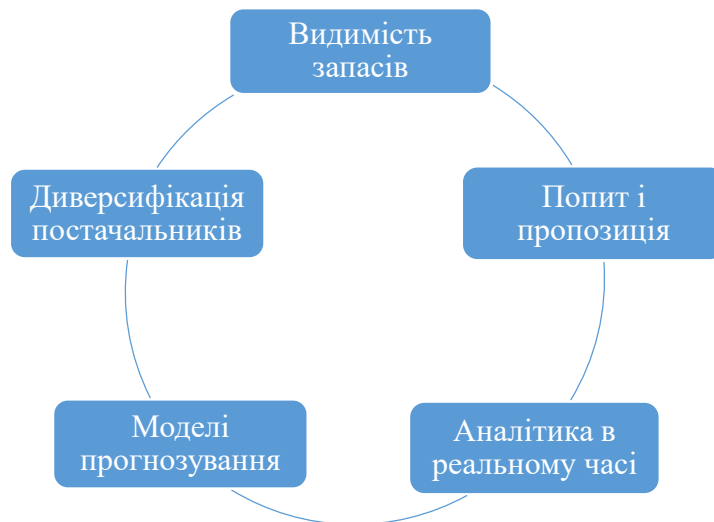 Видимість
запасів
Диверсифікація
постачальників
Попит і
пропозиція
Моделі
прогнозування
Аналітика в
реальному часі